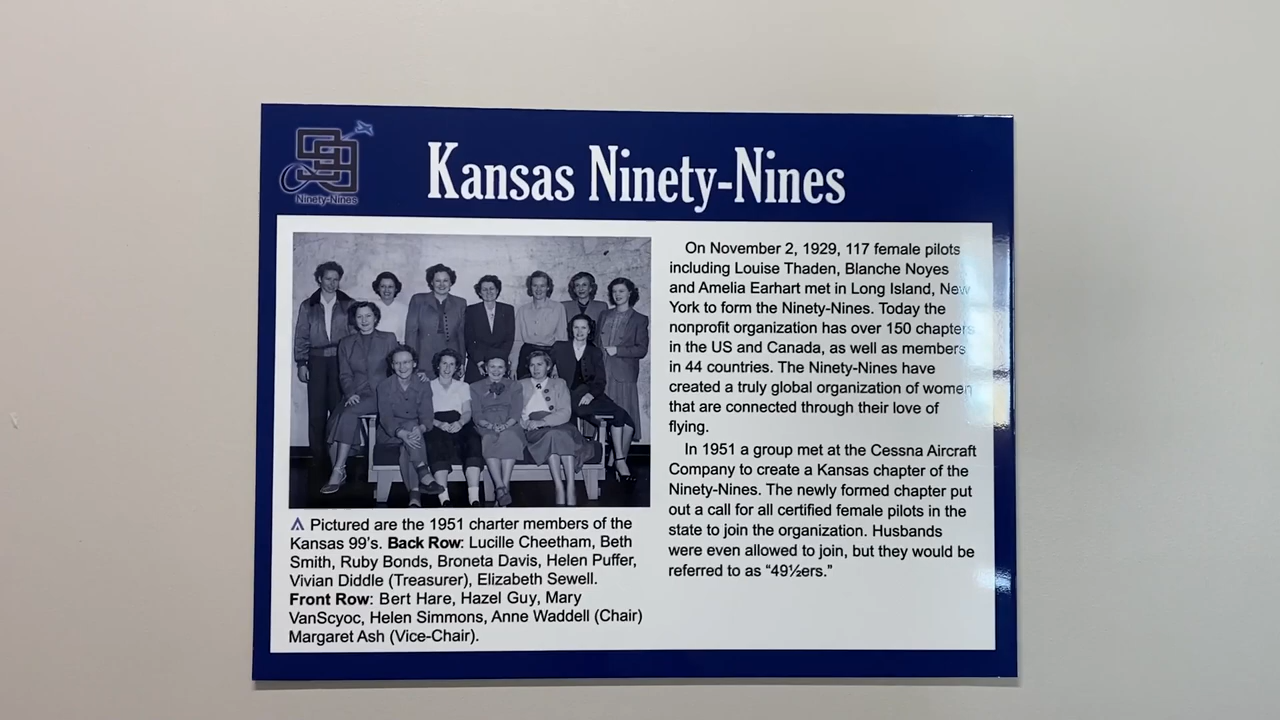 99
Ninety-Nines
Kansas Ninety-Nines
Pictured are the 1951 charter members of the
Kansas 99's. Back Row: Lucille Cheetham, Beth
Smith, Ruby Bonds, Broneta Davis, Helen Puffer,
Vivian Diddle (Treasurer), Elizabeth Sewell.
Front Row: Bert Hare, Hazel Guy, Mary
VanScyoc, Helen Simmons, Anne Waddell (Chair)
Margaret Ash (Vice-Chair).
On November 2, 1929, 117 female pilots
including Louise Thaden, Blanche Noyes
and Amelia Earhart met in Long Island, New
York to form the Ninety-Nines. Today the
nonprofit organization has over 150 chapters
in the US and Canada, as well as members
in 44 countries. The Ninety-Nines have
created a truly global organization of women
that are connected through their love of
flying.
In 1951 a group met at the Cessna Aircraft
Company to create a Kansas chapter of the
Ninety-Nines. The newly formed chapter put
out a call for all certified female pilots in the
state to join the organization. Husbands
were even allowed to join, but they would be
referred to as “49½ers.”